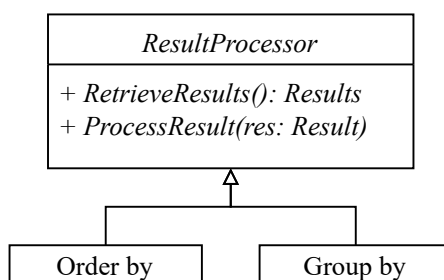 ResultProcessor
+ RetrieveResults(): Results
+ ProcessResult(res: Result)
Order by
Group by